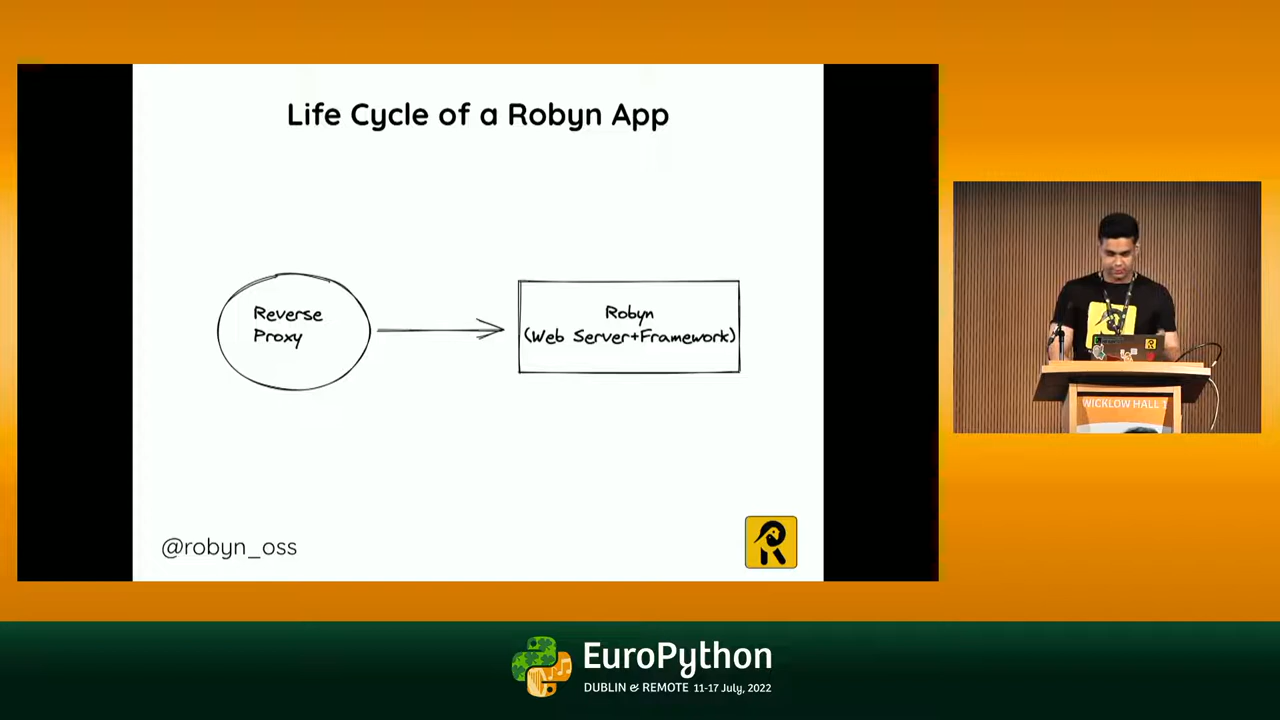 Life Cycle of a Robyn App
Reverse
Proxy
Robyn
(Web Server+Framework)
@robyn_oss
WICKLOW HALL 1
EuroPython
DUBLIN & REMOTE 11-17 July, 2022